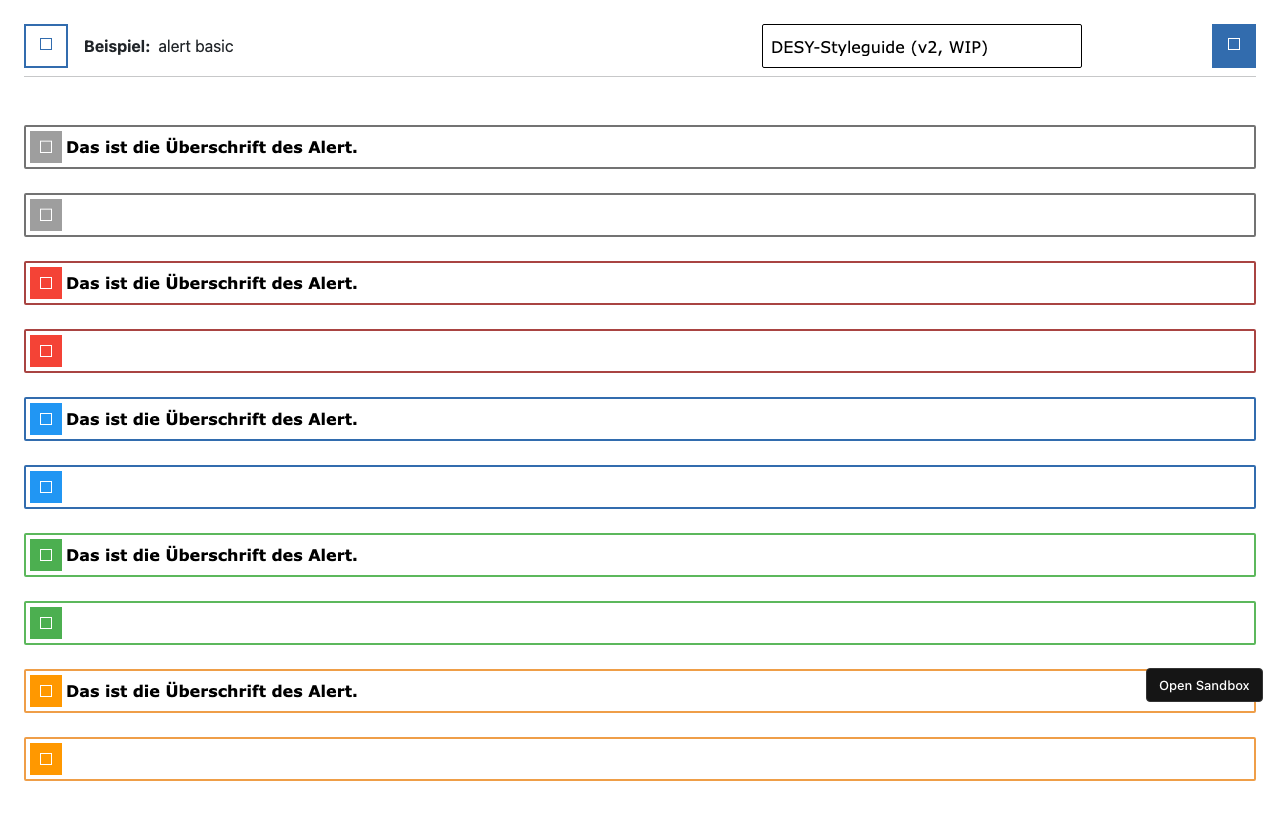 Beispiel: alert basic
DESY-Styleguide (v2, WIP)
Das ist die Überschrift des Alert.
Das ist die Überschrift des Alert.
Das ist die Überschrift des Alert.
Das ist die Überschrift des Alert.
Das ist die Überschrift des Alert.
Open Sandbox